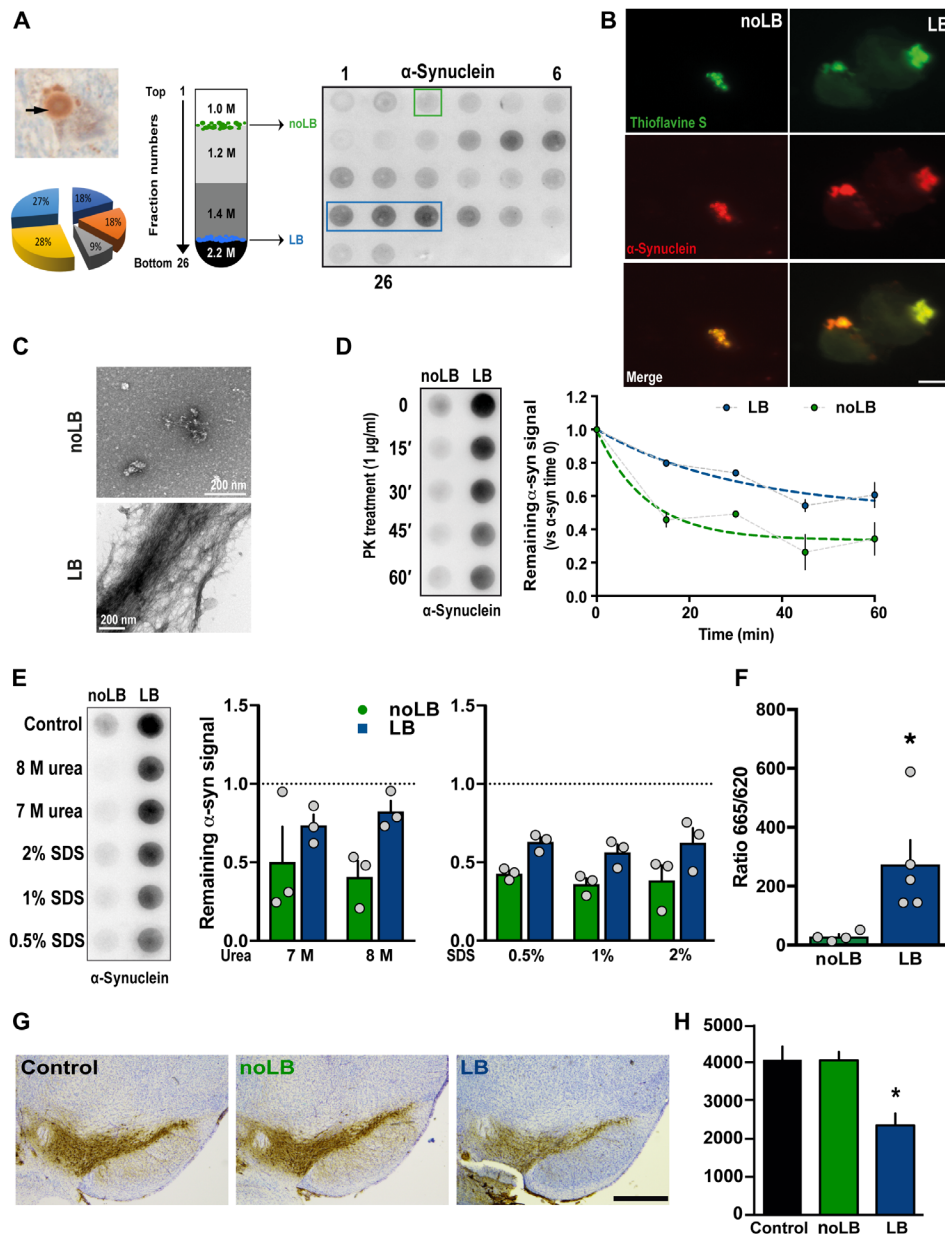 A
Top
1
1.0 M
noLB
1.2 M
Fraction numbers
1.4 M
LB
2.2 M
Bottom
26
27%
18%
18%
9%
28%
1
α-Synuclein
6
26
B
noLB
LB
Thioflavine S
α-Synuclein
Merge
C
noLB
200 nm
LB
200 nm
D
noLB LB
PK treatment (1 µg/ml)
0
15′
30′
45′
60′
α-Synuclein
LB
noLB
Remaining α-syn signal
(vs α-syn time 0)
1.2
1.0
0.8
0.6
0.4
0.2
0.0
0 20 40 60
Time (min)
E
noLB LB
Control
8 M urea
7 M urea
2% SDS
1% SDS
0.5% SDS
α-Synuclein
Remaining α-syn signal
1.5
1.0
0.5
0.0
noLB
LB
Urea 7 M 8 M
1.5
1.0
0.5
0.0
SDS 0.5% 1% 2%
F
Ratio 665/620
800
600
400
200
0
*
noLB LB
G
Control
noLB
LB
H
5000
4000
3000
2000
1000
0
*
Control noLB LB